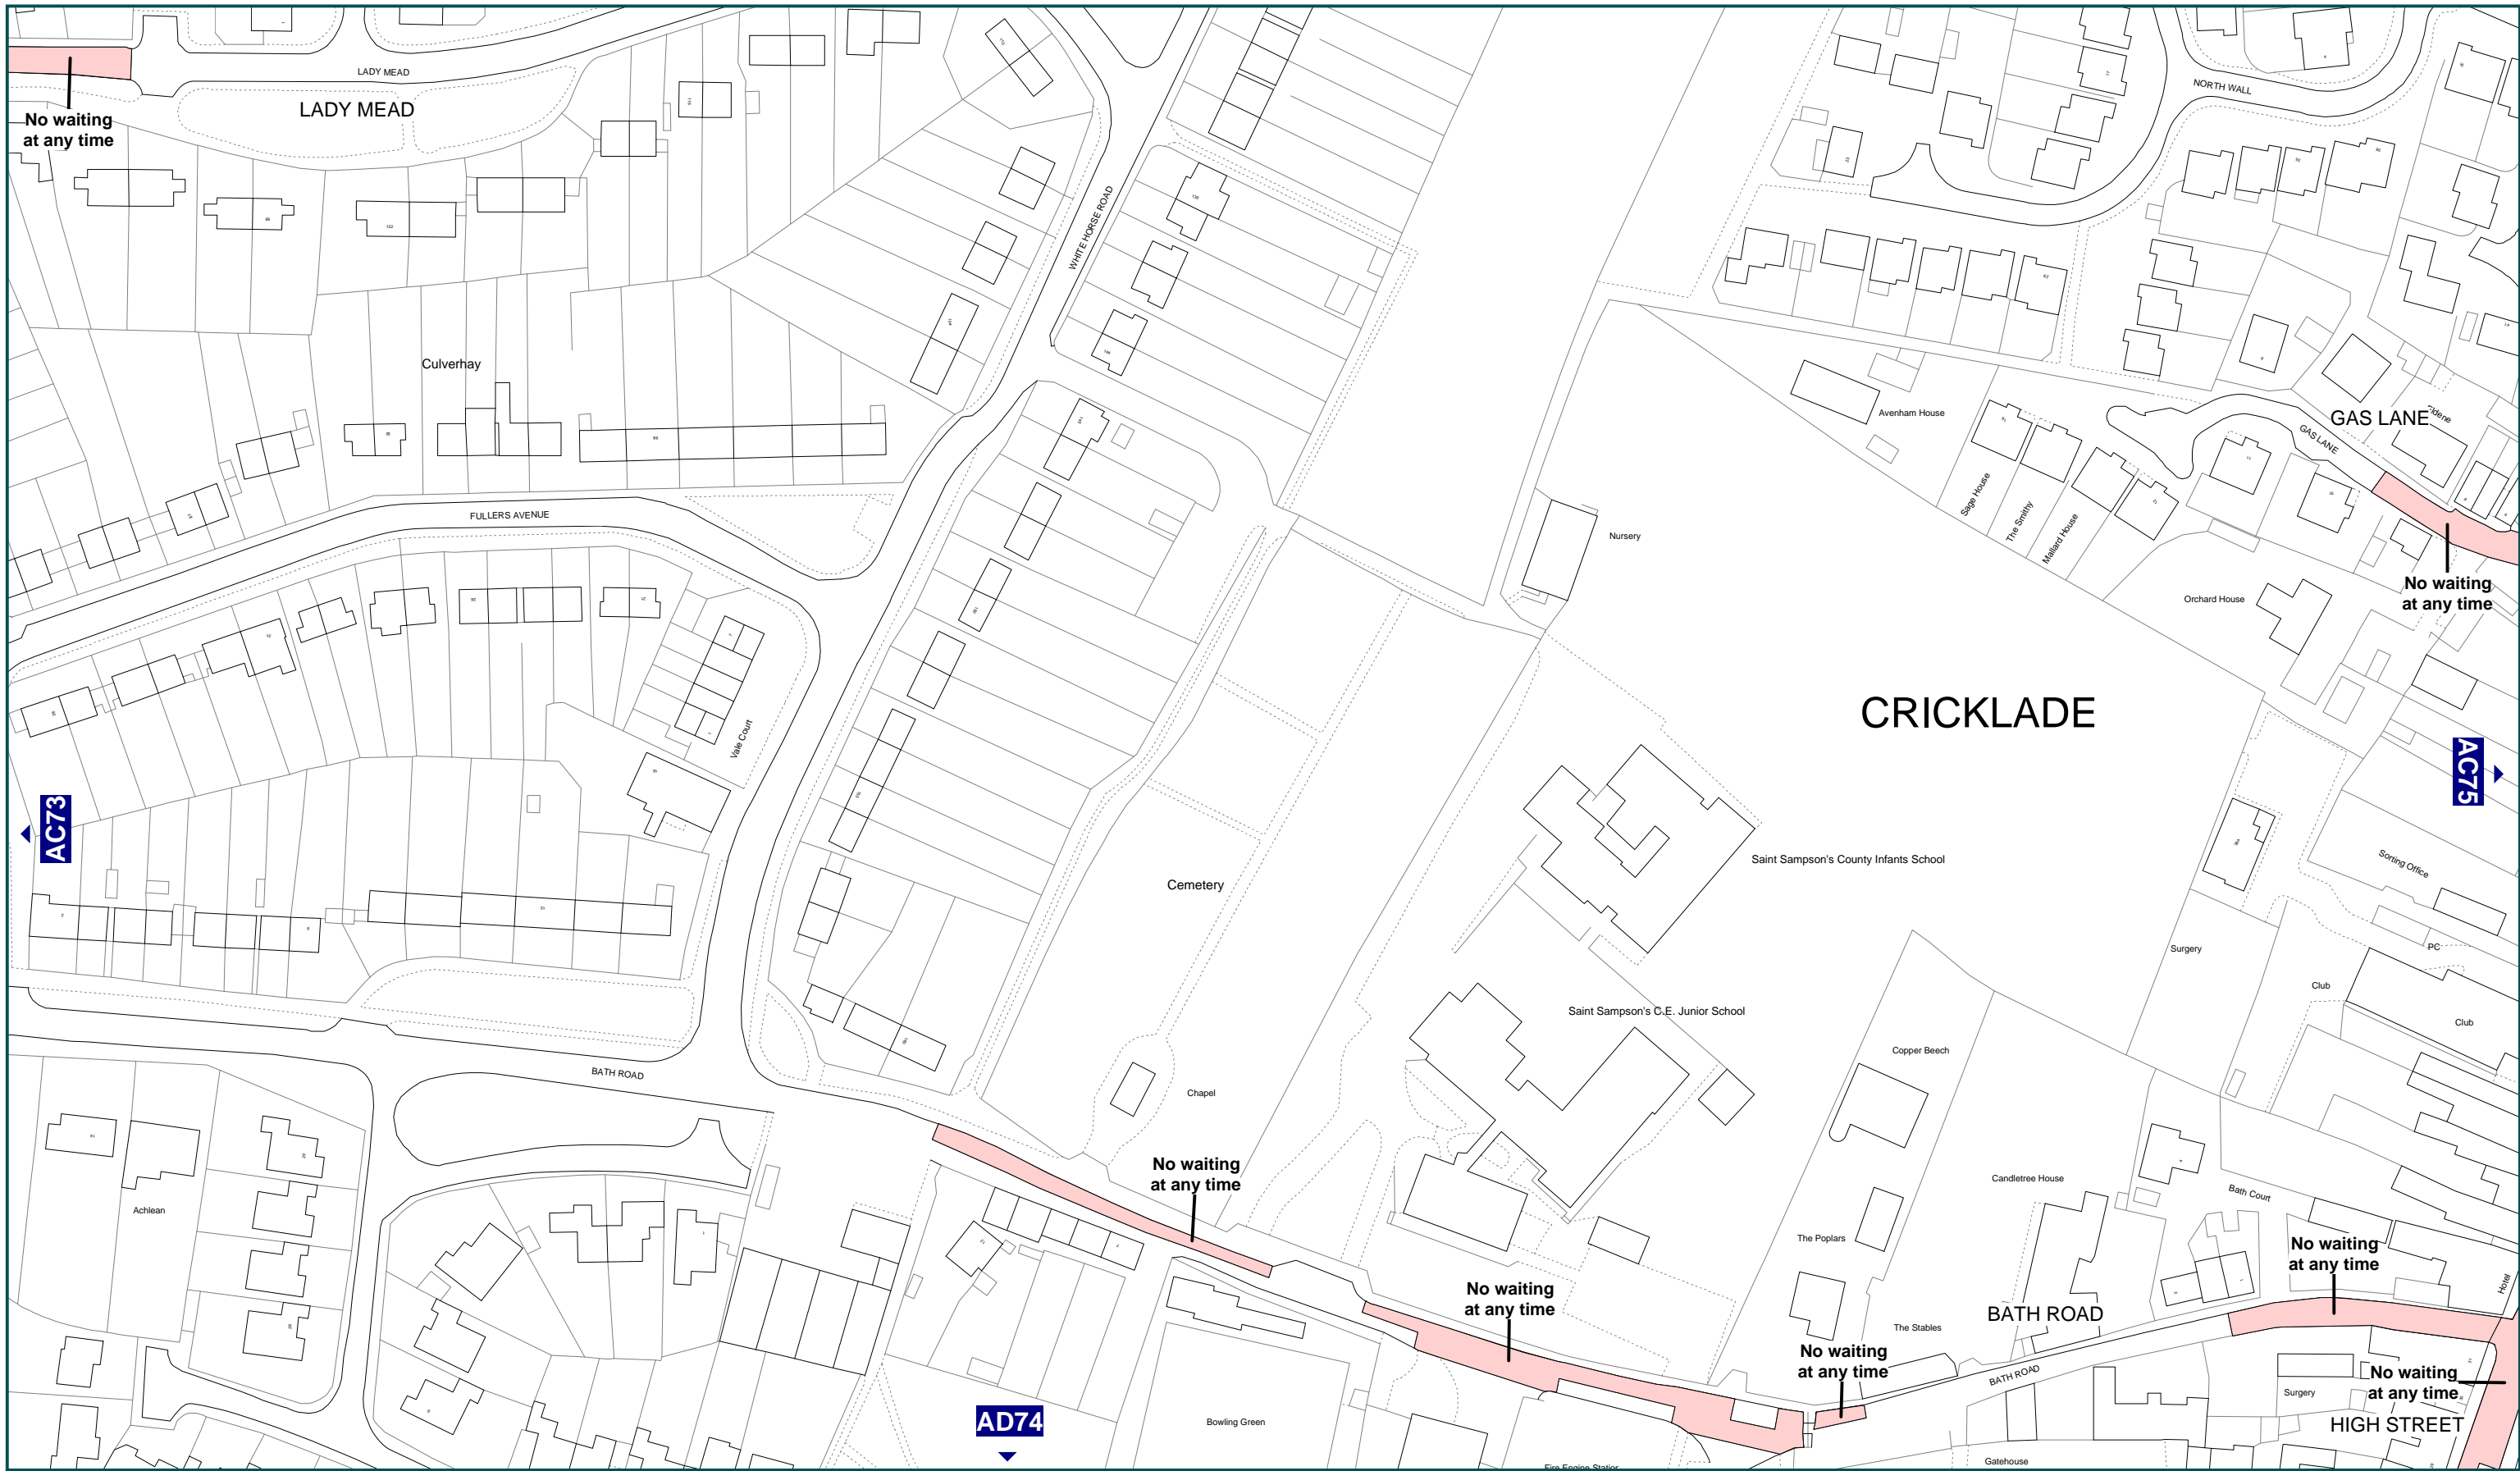 LADY MEAD
LADY MEAD
No waiting
at any time
NORTH WALL
WHITE HORSE ROAD
Culverhay
Avenham House
GAS LANE
GAS LANE
Sage House
The Smithy
Mallard House
FULLERS AVENUE
Nursery
No waiting
at any time
Orchard House
CRICKLADE
Vale Court
AC73
AC75
Saint Sampson's County Infants School
Sorting Office
Cemetery
PC
Surgery
Club
Club
Saint Sampson's C.E. Junior School
Copper Beech
BATH ROAD
Chapel
No waiting
at any time
Candletree House
Bath Court
Achlean
The Poplars
No waiting
at any time
Hotel
No waiting
at any time
BATH ROAD
The Stables
No waiting
at any time
BATH ROAD
Surgery
No waiting
at any time
HIGH STREET
AD74
Bowling Green
Gatehouse
Fire Engine Station